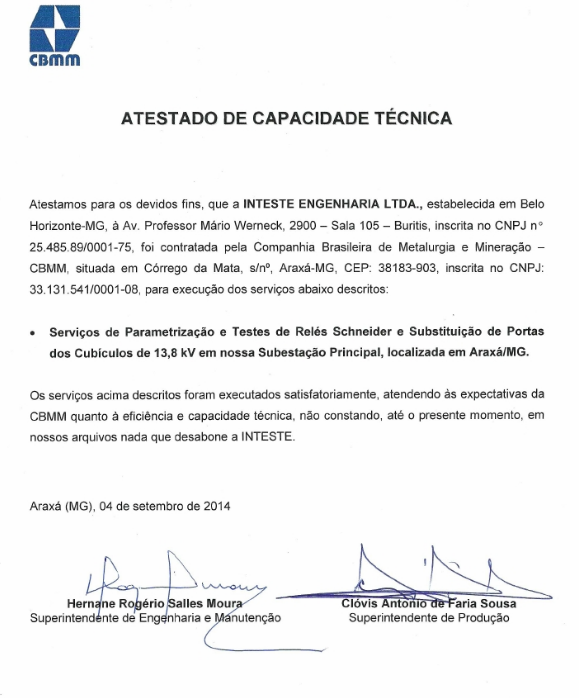 CBMM
ATESTADO DE CAPACIDADE TÉCNICA
Atestamos para os devidos fins, que a INTESTE ENGENHARIA LTDA., estabelecida em Belo
Horizonte-MG, à Av. Professor Mário Werneck, 2900 – Sala 105 – Buritis, inscrita no CNPJ nº
25.485.89/0001-75, foi contratada pela Companhia Brasileira de Metalurgia e Mineração –
CBMM, situada em Córrego da Mata, s/nº, Araxá-MG, CEP: 38183-903, inscrita no CNPJ:
33.131.541/0001-08, para execução dos serviços abaixo descritos:
• Serviços de Parametrização e Testes de Relés Schneider e Substituição de Portas
dos Cubículos de 13,8 kV em nossa Subestação Principal, localizada em Araxá/MG.
Os serviços acima descritos foram executados satisfatoriamente, atendendo às expectativas da
CBMM quanto à eficiência e capacidade técnica, não constando, até o presente momento, em
nossos arquivos nada que desabone a INTESTE.
Araxá (MG), 04 de setembro de 2014
Hernane Rogério Salles Moura
Superintendente de Engenharia e Manutenção
Clóvis Antonio de Faria Sousa
Superintendente de Produção